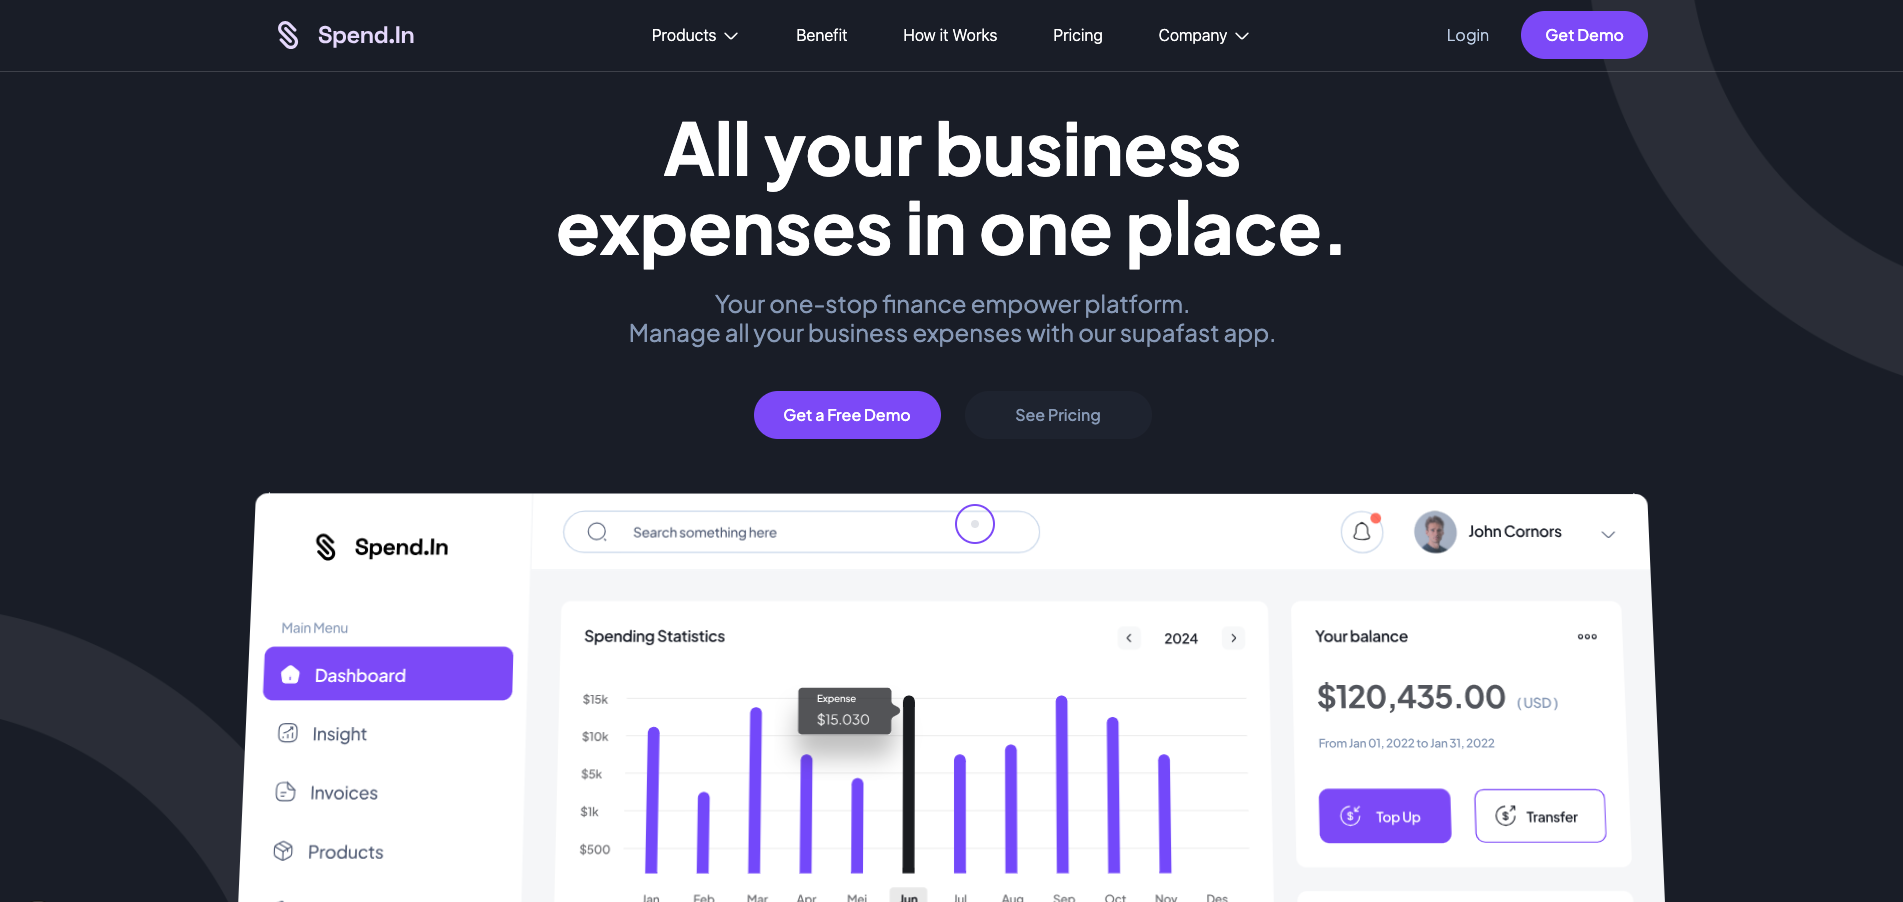 Spend.In
Products
Benefit
How it Works
Pricing
Company
Login
Get Demo
All your business
expenses in one place.
Your one-stop finance empower platform.
Manage all your business expenses with our supafast app.
Get a Free Demo
See Pricing
Spend.In
Search something here
John Cornors
Main Menu
Dashboard
Insight
Invoices
Products
Spending Statistics
2024
Expense
$15.030
$15k
$10k
$5k
$1k
$500
Jan Feb Mar Apr Mei Jun Jul Aug Sep Oct Nov Des
Your balance
$120,435.00 (USD)
From Jan 01, 2022 to Jan 31, 2022
Top Up
Transfer